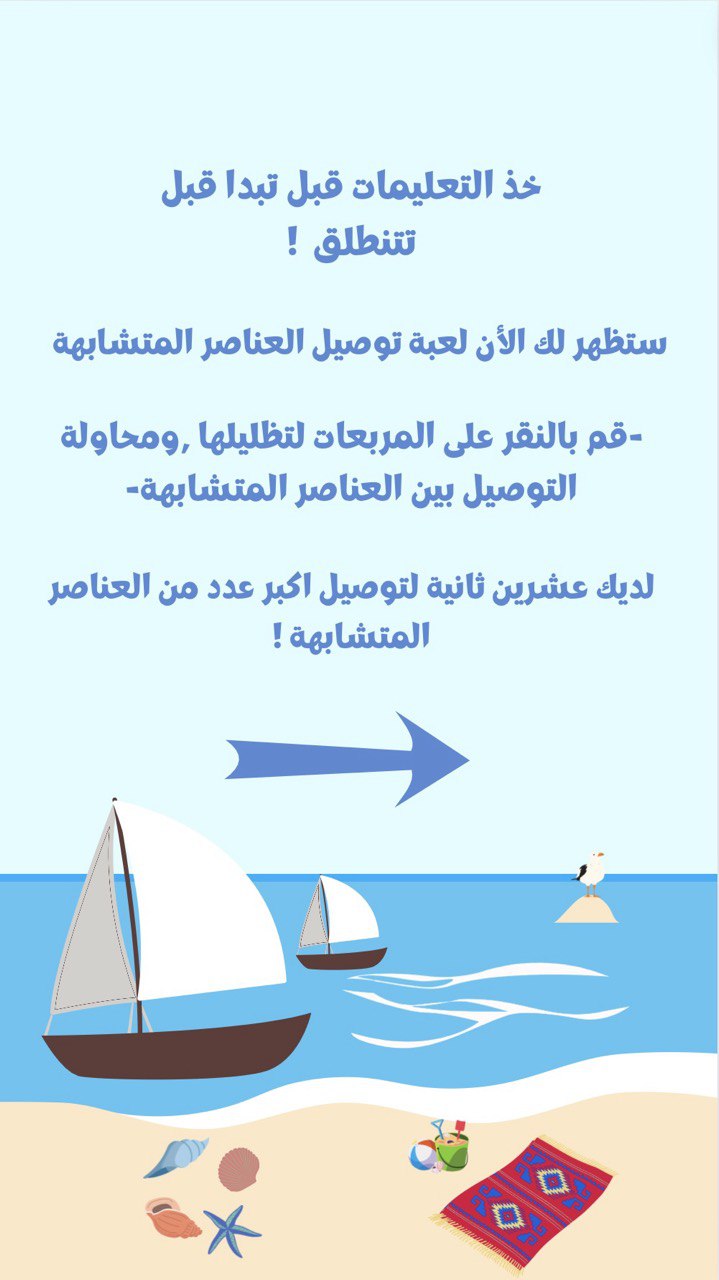 خذ التعليمات قبل تبدا قبل
تتنطلق !
ستظهر لك الأن لعبة توصيل العناصر المتشابهة
-قم بالنقر على المربعات لتظليلها ,ومحاولة
التوصيل بين العناصر المتشابهة-
لديك عشرين ثانية لتوصيل اكبر عدد من العناصر
المتشابهة !